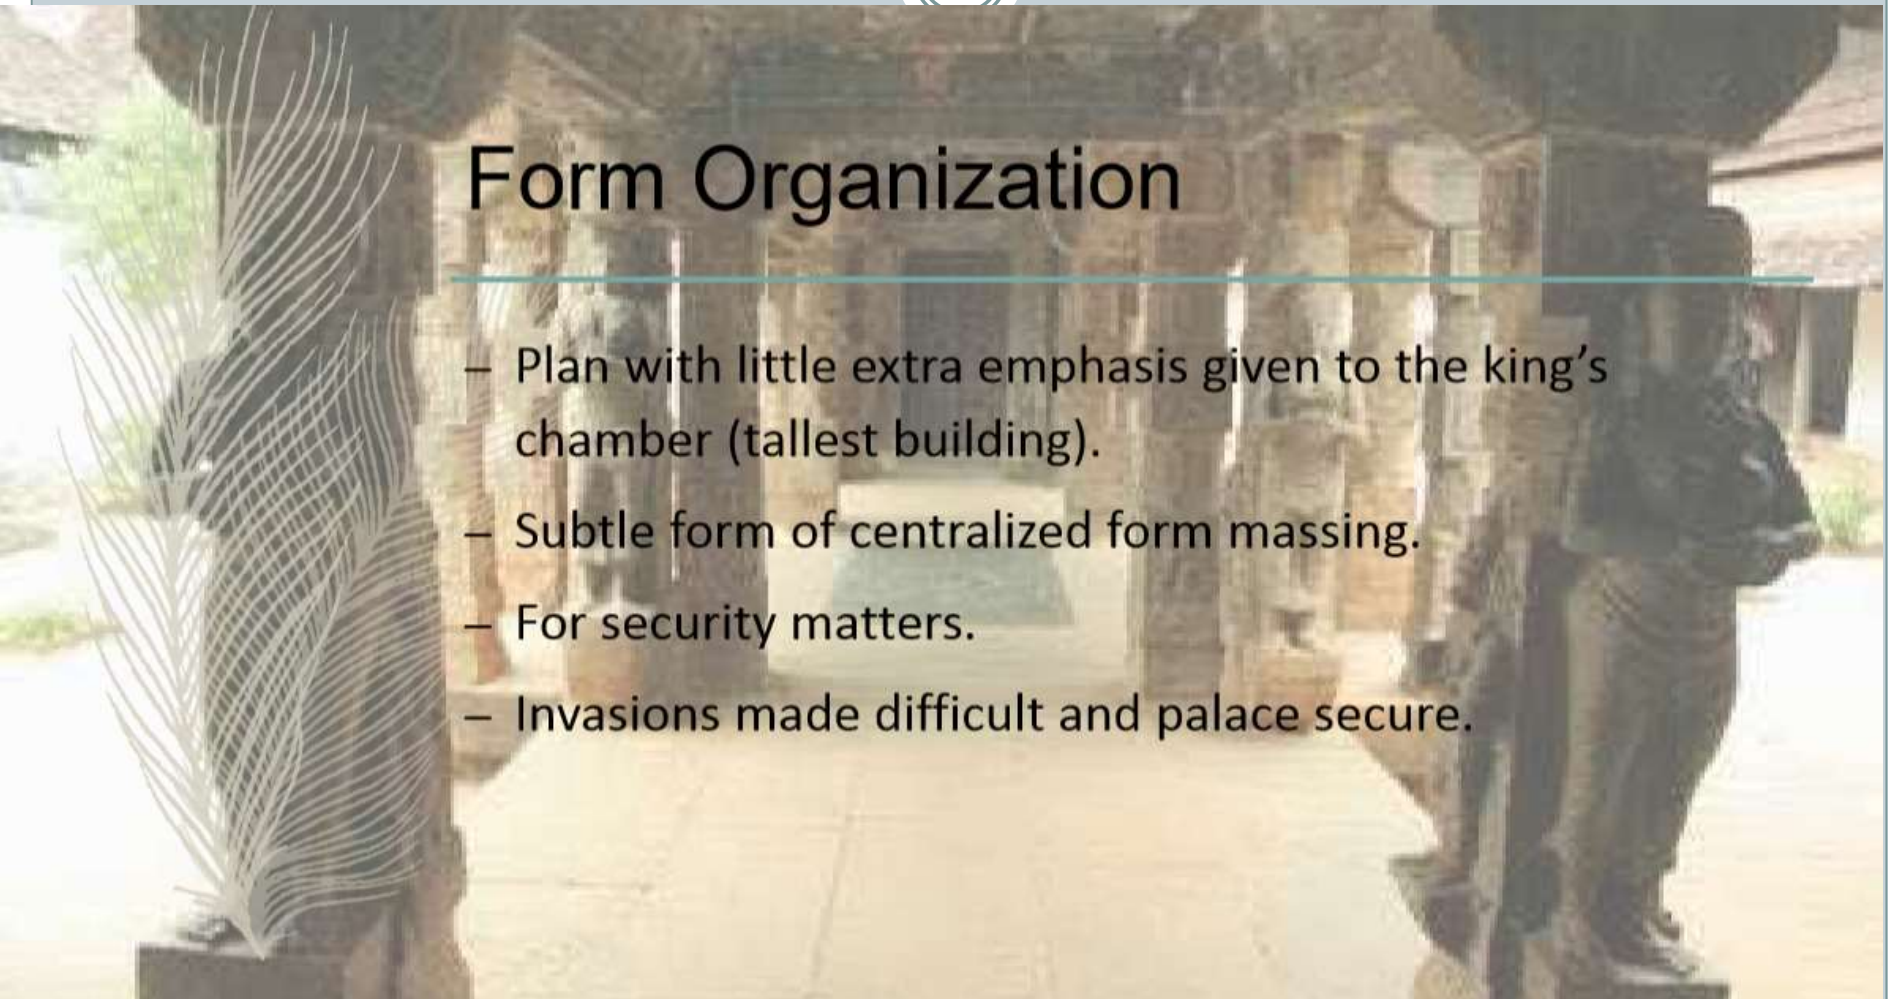 Form Organization
– Plan with little extra emphasis given to the king’s
chamber (tallest building).
– Subtle form of centralized form massing.
– For security matters.
– Invasions made difficult and palace secure.